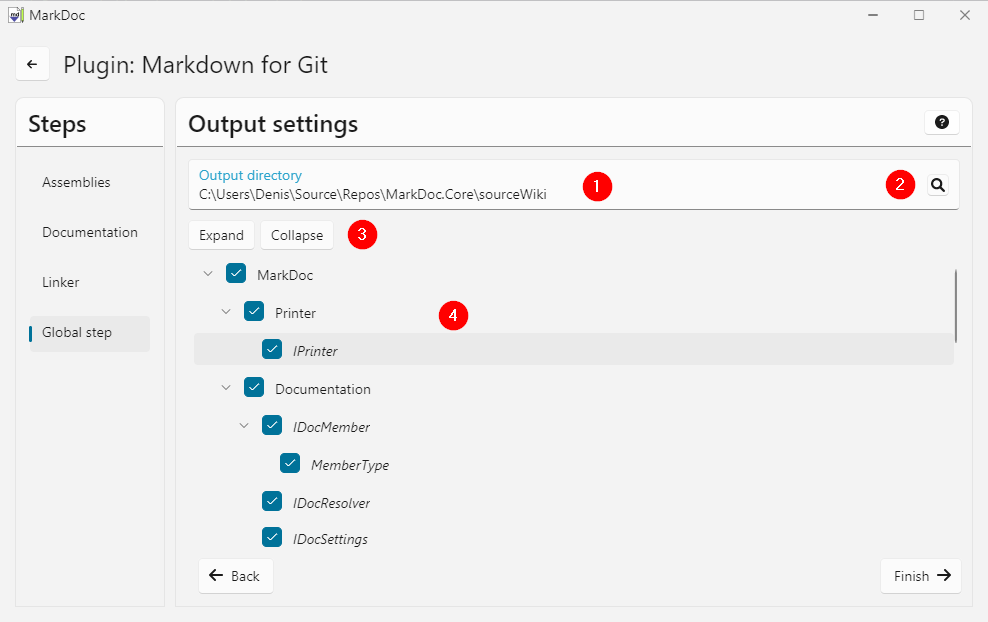 MarkDoc
Plugin: Markdown for Git
Steps
Assemblies
Documentation
Linker
Global step
Output settings
?
Output directory
C:\Users\Denis\Source\Repos\MarkDoc.Core\sourceWiki
1
2
Expand Collapse 3
MarkDoc
Printer
4
IPrinter
Documentation
IDocMember
MemberType
IDocResolver
IDocSettings
Back
Finish